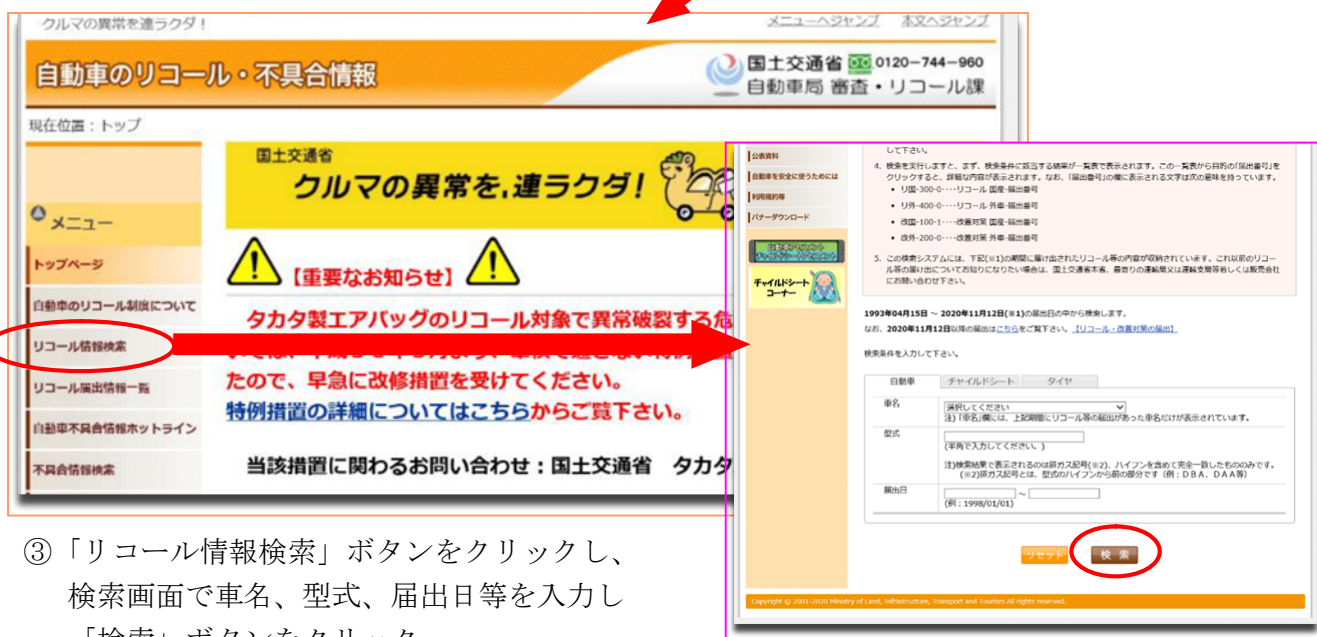 クルマの異常を連ラクダ！
メニューへジャンプ　本文へジャンプ
自動車のリコール・不具合情報
国土交通省 0120−744−960
自動車局 審査・リコール課
現在位置：トップ
メニュー
トップページ
自動車のリコール制度について
リコール情報検索
リコール届出情報一覧
自動車不具合情報ホットライン
不具合情報検索
国土交通省
クルマの異常を,連ラクダ！
【重要なお知らせ】
タカタ製エアバッグのリコール対象で異常破裂する危
たので、早急に改修措置を受けてください。
特例措置の詳細についてはこちらからご覧下さい。
当該措置に関わるお問い合わせ：国土交通省　タカタ
公表資料
自動車を安全に使うためには
利用規約等
バナーダウンロード
自動車アセスメント
チャイルドシートアセスメント
チャイルドシート
コーナー
して下さい。
4. 検索を実行しますと、まず、検索条件に該当する結果が一覧表で表示されます。この一覧表から目的の「届出番号」を
クリックすると、詳細な内容が表示されます。なお、「届出番号」の欄に表示される文字は次の意味を持っています。
• リ国-300-0‥‥リコール 国産-届出番号
• リ外-400-0‥‥リコール 外車-届出番号
• 改国-100-1‥‥改善対策 国産-届出番号
• 改外-200-0‥‥改善対策 外車-届出番号
5. この検索システムには、下記(※1)の期間に届け出されたリコール等の内容が収納されています。これ以前のリコー
ル等の届け出についてお知りになりたい場合は、国土交通省本省、最寄りの運輸局又は運輸支局等若しくは販売会社
にお問い合わせ下さい。
1993年04月15日 ～ 2020年11月12日(※1)の届出日の中から検索します。
なお、2020年11月12日以降の届出はこちらをご覧下さい。【リコール・改善対策の届出】
検索条件を入力して下さい。
自動車　チャイルドシート　タイヤ
車名　選択してください
注)「車名」欄には、上記期間にリコール等の届出があった車名だけが表示されています。
型式
(半角で入力してください。)
注)検索結果で表示されるのは排ガス記号(※2)、ハイフンを含めて完全一致したもののみです。
(※2)排ガス記号とは、型式のハイフンから前の部分です（例：ＤＢＡ、ＤＡＡ等）
届出日　～
(例：1998/01/01)
リセット　検 索
Copyright © 2001-2020 Ministry of Land, Infrastructure, Transport and Tourism All rights reserved.
③「リコール情報検索」ボタンをクリックし、
検索画面で車名、型式、届出日等を入力し
「検索」ボタンをクリック